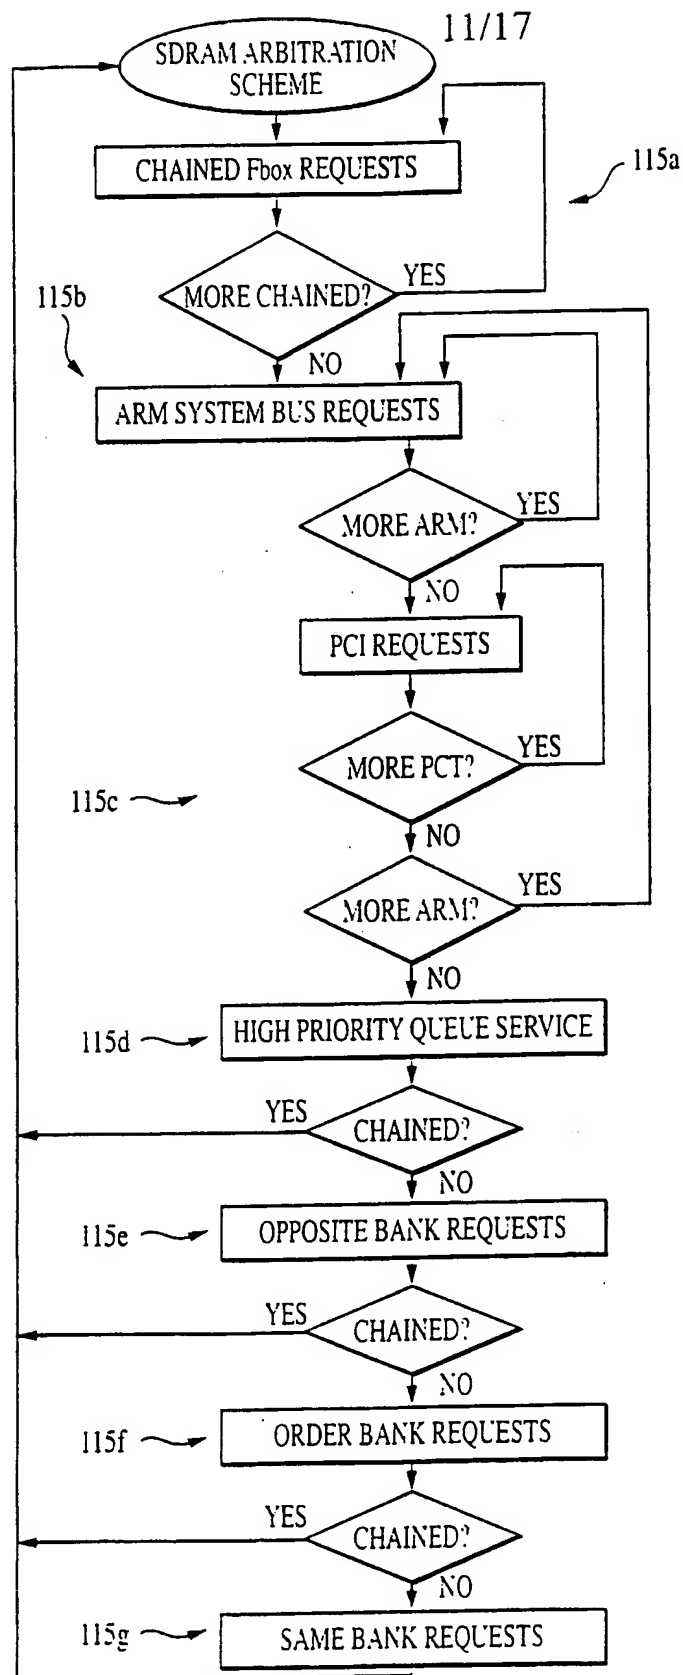 11/17
SDRAM ARBITRATION
SCHEME
CHAINED Fbox REQUESTS
115a
MORE CHAINED?
YES
115b
NO
ARM SYSTEM BUS REQUESTS
MORE ARM?
YES
NO
PCI REQUESTS
MORE PCT?
YES
115c
NO
MORE ARM?
YES
NO
115d
HIGH PRIORITY QUEUE SERVICE
YES
CHAINED?
NO
115e
OPPOSITE BANK REQUESTS
YES
CHAINED?
NO
115f
ORDER BANK REQUESTS
YES
CHAINED?
NO
115g
SAME BANK REQUESTS